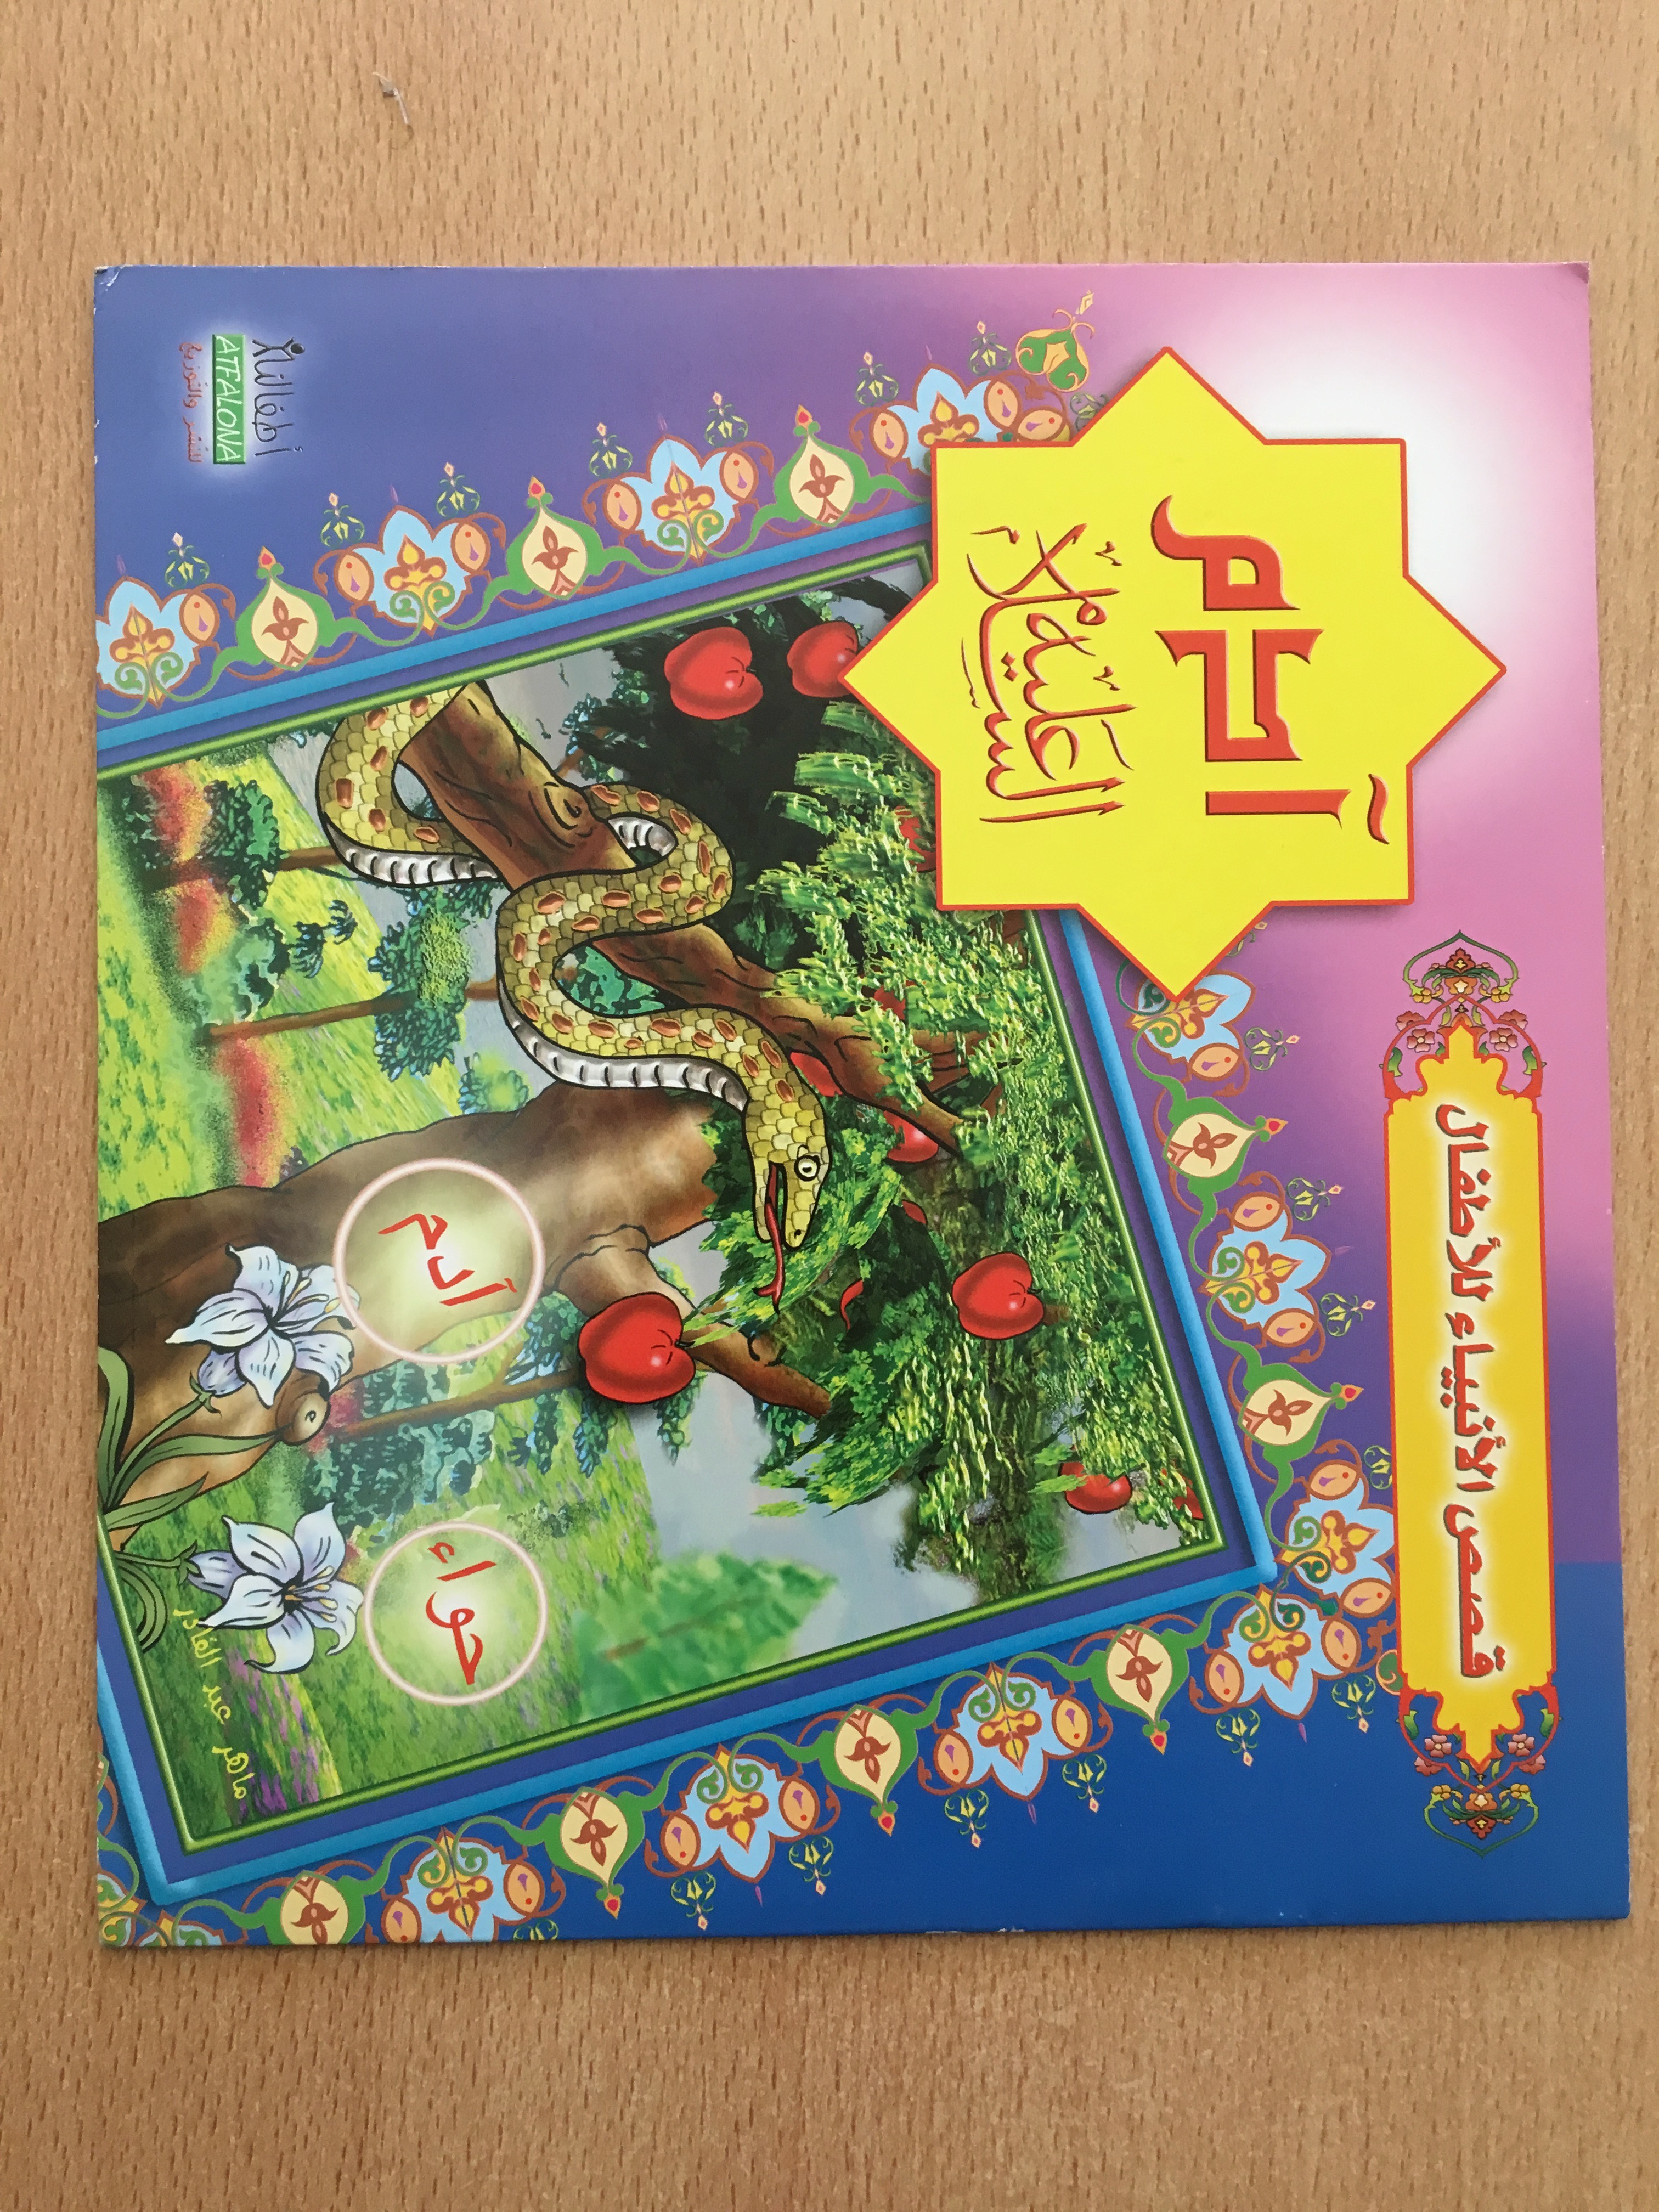 قصص الأنبياء للأطفال
آدم
عليه السلام
حواء
آدم
ماهر عبد القادر
أطفالنا
ATFALONA
للنشر والتوزيع